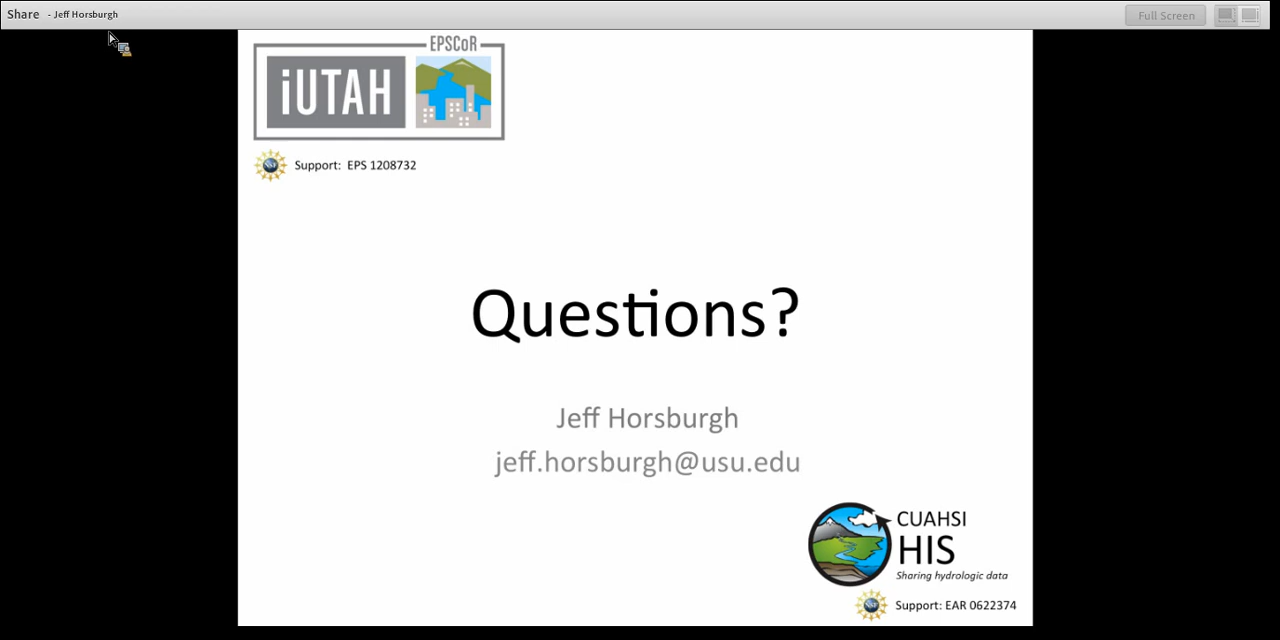 Share - Jeff Horsburgh
Full Screen
EPSCoR
iUTAH
Support: EPS 1208732
Questions?
Jeff Horsburgh
jeff.horsburgh@usu.edu
CUAHSI
HIS
Sharing hydrologic data
Support: EAR 0622374